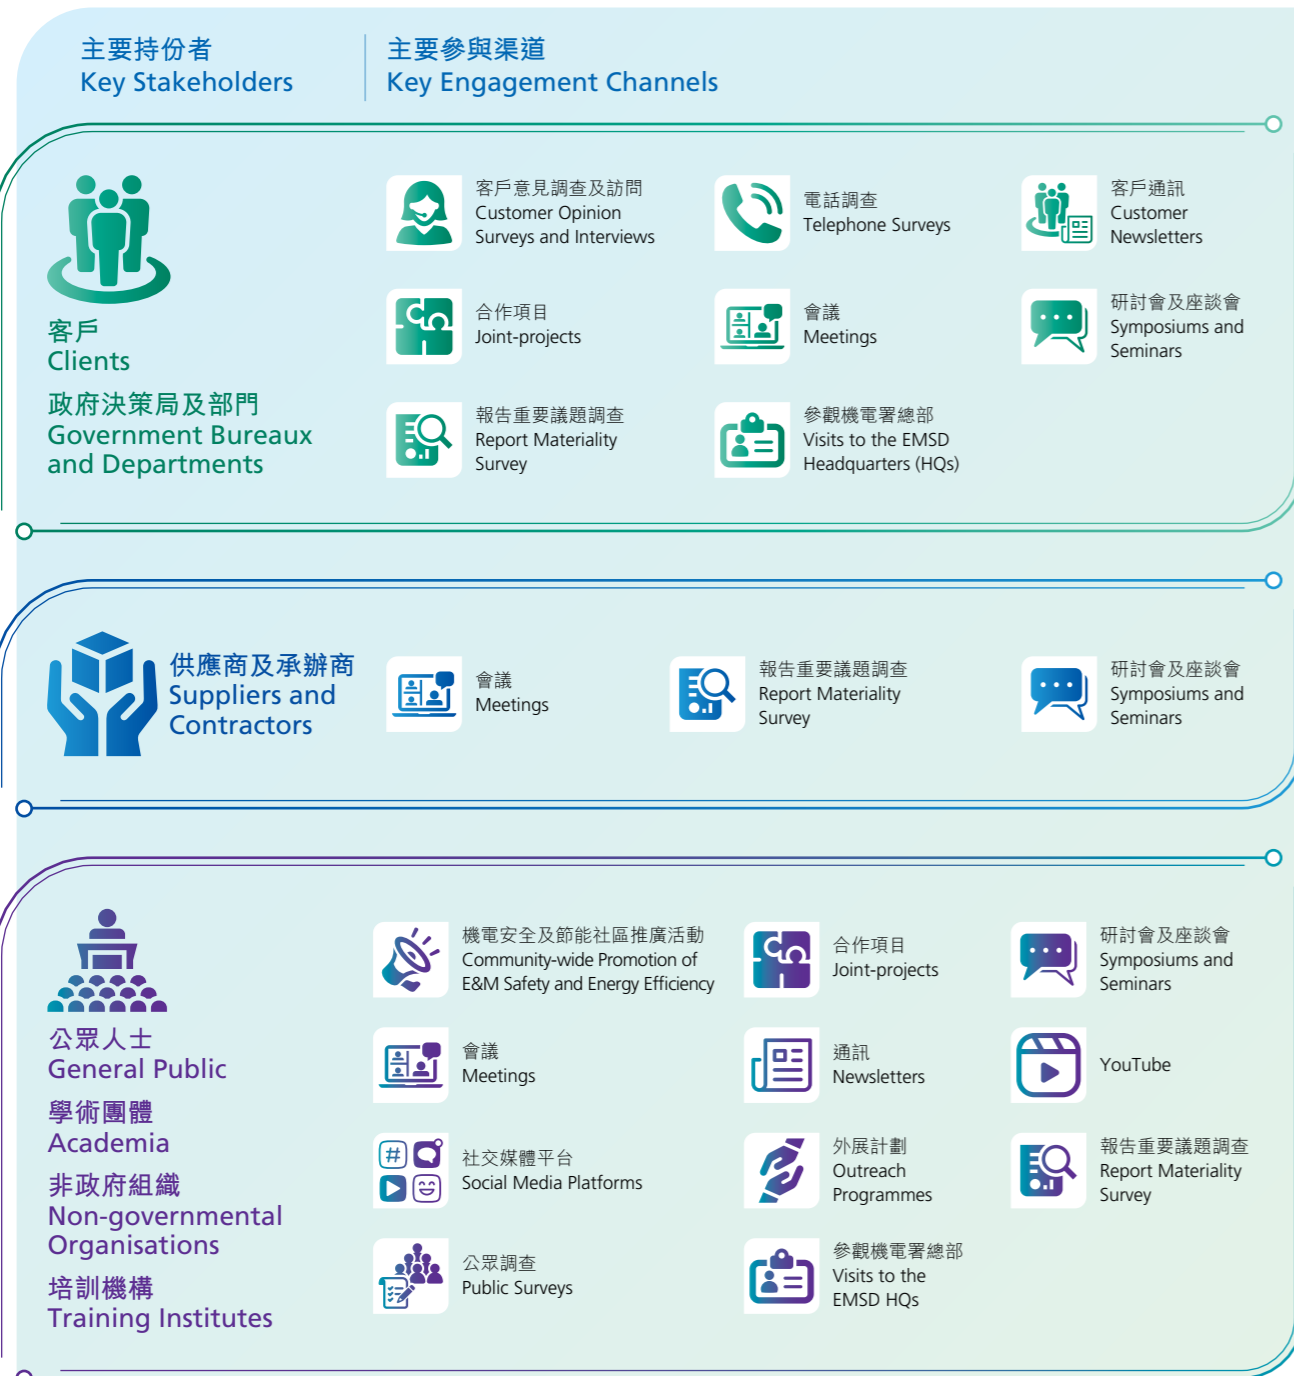 主要持份者
Key Stakeholders
主要參與渠道
Key Engagement Channels
客戶
Clients
政府決策局及部門
Government Bureaux
and Departments
客戶意見調查及訪問
Customer Opinion
Surveys and Interviews
電話調查
Telephone Surveys
客戶通訊
Customer
Newsletters
合作項目
Joint-projects
會議
Meetings
研討會及座談會
Symposiums and
Seminars
報告重要議題調查
Report Materiality
Survey
參觀機電署總部
Visits to the EMSD
Headquarters (HQs)
供應商及承辦商
Suppliers and
Contractors
會議
Meetings
報告重要議題調查
Report Materiality
Survey
研討會及座談會
Symposiums and
Seminars
公眾人士
General Public
學術團體
Academia
非政府組織
Non-governmental
Organisations
培訓機構
Training Institutes
機電安全及節能社區推廣活動
Community-wide Promotion of
E&M Safety and Energy Efficiency
合作項目
Joint-projects
研討會及座談會
Symposiums and
Seminars
會議
Meetings
通訊
Newsletters
YouTube
社交媒體平台
Social Media Platforms
外展計劃
Outreach
Programmes
報告重要議題調查
Report Materiality
Survey
公眾調查
Public Surveys
參觀機電署總部
Visits to the
EMSD HQs